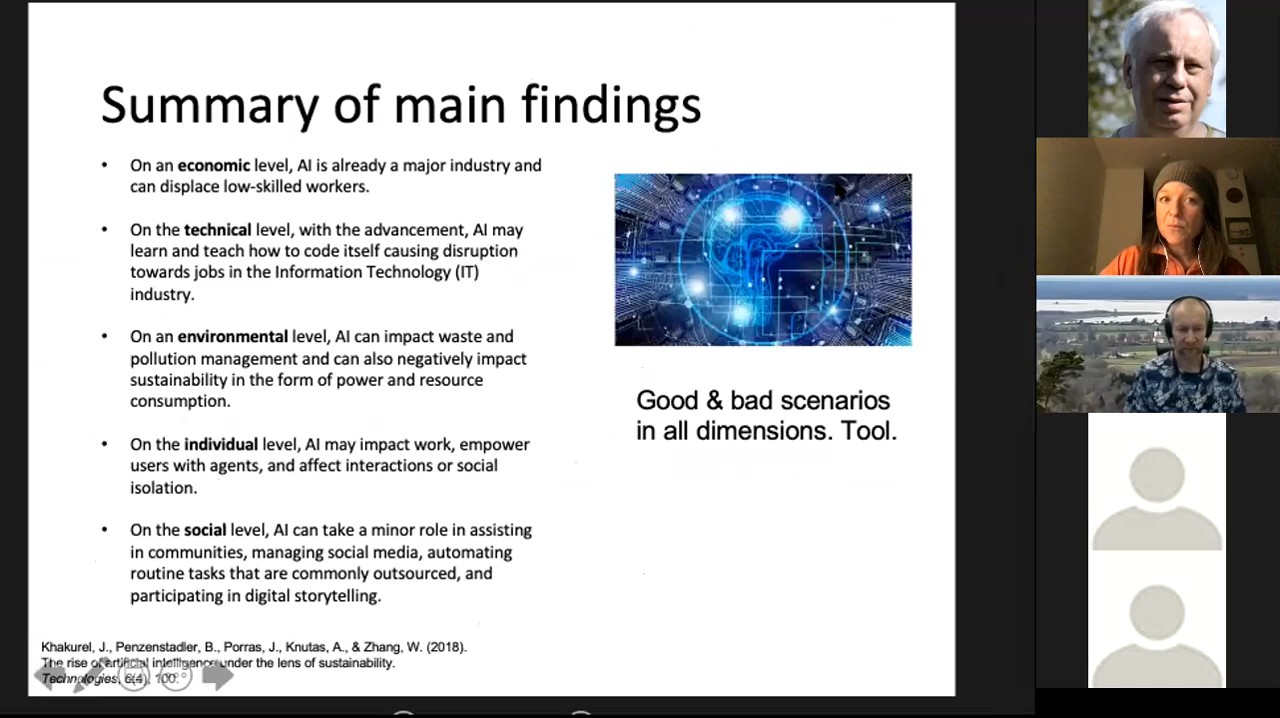 Summary of main findings
• On an economic level, AI is already a major industry and
can displace low-skilled workers.
• On the technical level, with the advancement, AI may
learn and teach how to code itself causing disruption
towards jobs in the Information Technology (IT)
industry.
• On an environmental level, AI can impact waste and
pollution management and can also negatively impact
sustainability in the form of power and resource
consumption.
• On the individual level, AI may impact work, empower
users with agents, and affect interactions or social
isolation.
• On the social level, AI can take a minor role in assisting
in communities, managing social media, automating
routine tasks that are commonly outsourced, and
participating in digital storytelling.
Good & bad scenarios
in all dimensions. Tool.
Khakurel, J., Penzenstadler, B., Porras, J., Knutas, A., & Zhang, W. (2018).
The rise of artificial intelligence under the lens of sustainability.
Technologies, 6(4), 100.